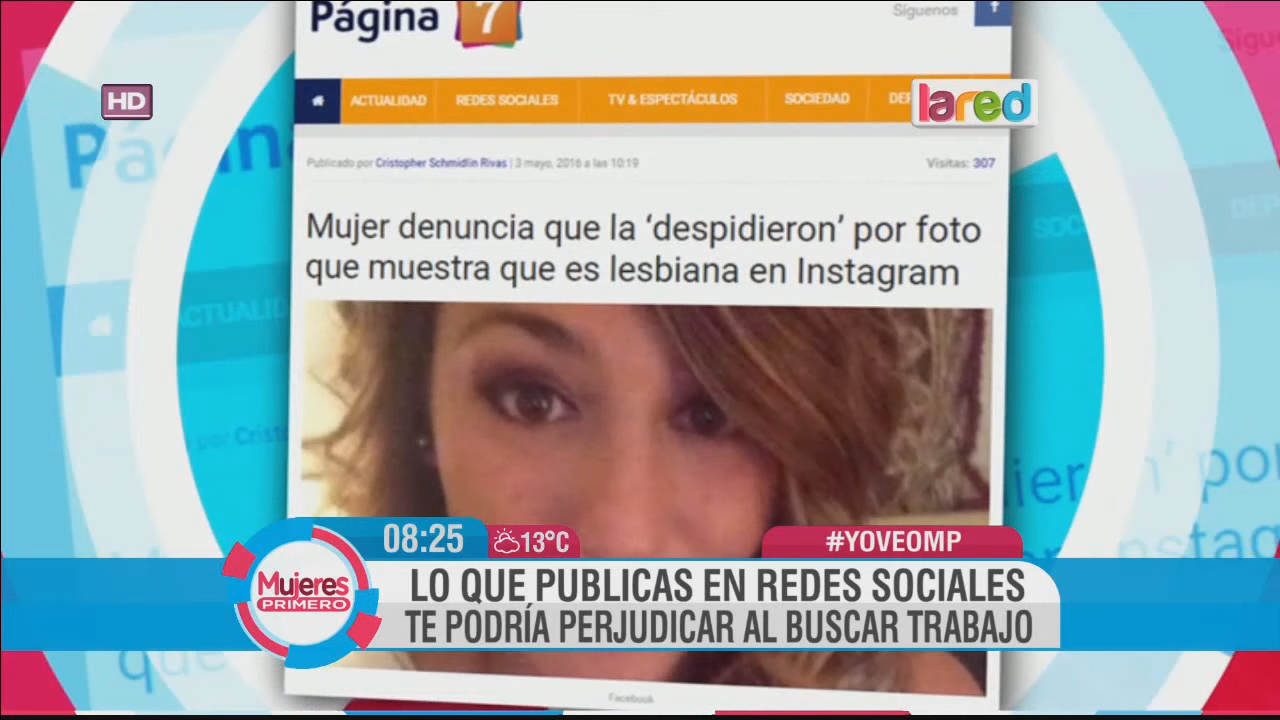 Página 7
Síguenos f
HD
lared
ACTUALIDAD REDES SOCIALES TV & ESPECTÁCULOS SOCIEDAD DEP
Publicado por Cristopher Schmidlin Rivas | 3 mayo, 2016 a las 10:19 Visitas: 307
Mujer denuncia que la ‘despidieron’ por foto
que muestra que es lesbiana en Instagram
08:25 13°C
#YOVEOMP
Mujeres
PRIMERO
LO QUE PUBLICAS EN REDES SOCIALES
TE PODRÍA PERJUDICAR AL BUSCAR TRABAJO
Facebook